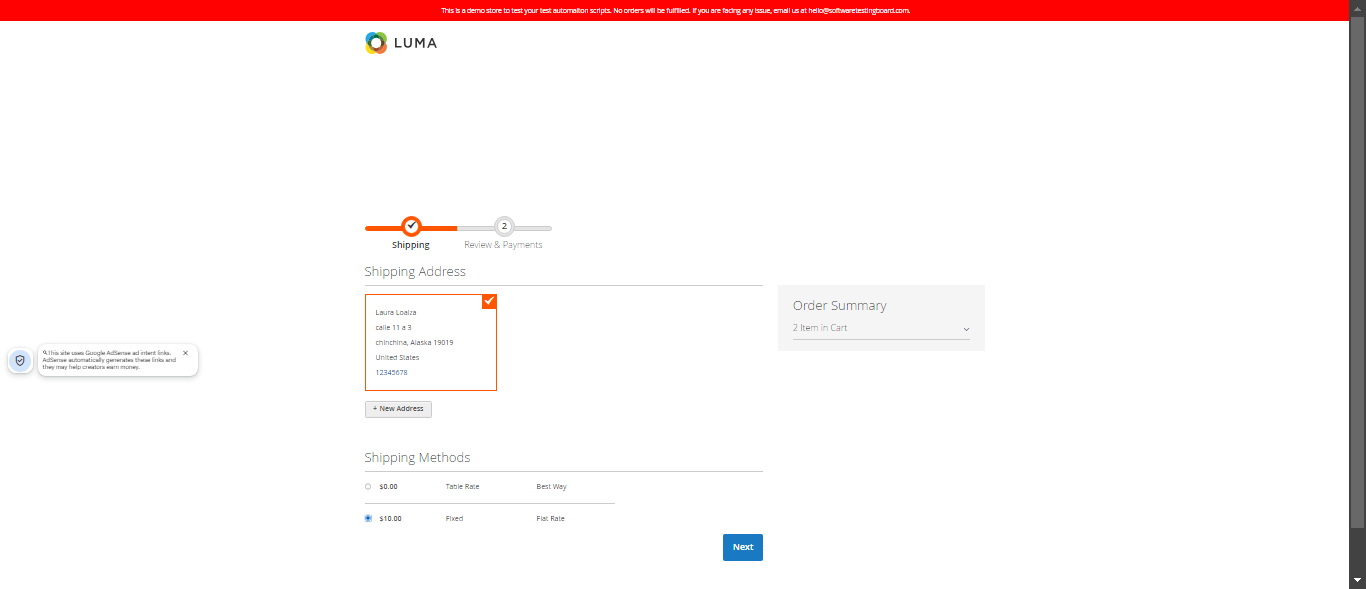 This is a demo store to test your test automaiton scripts. No orders will be fulfilled. If you are facing any issue, email us at hello@softwaretestingboard.com.
LUMA
2
Shipping
Review & Payments
Shipping Address
Laura Loaiza
calle 11 a 3
chinchina, Alaska 19019
United States
12345678
+ New Address
Order Summary
2 Item in Cart
This site uses Google AdSense ad intent links.
AdSense automatically generates these links and
they may help creators earn money.
Shipping Methods
$0.00 Table Rate Best Way
$10.00 Fixed Flat Rate
Next